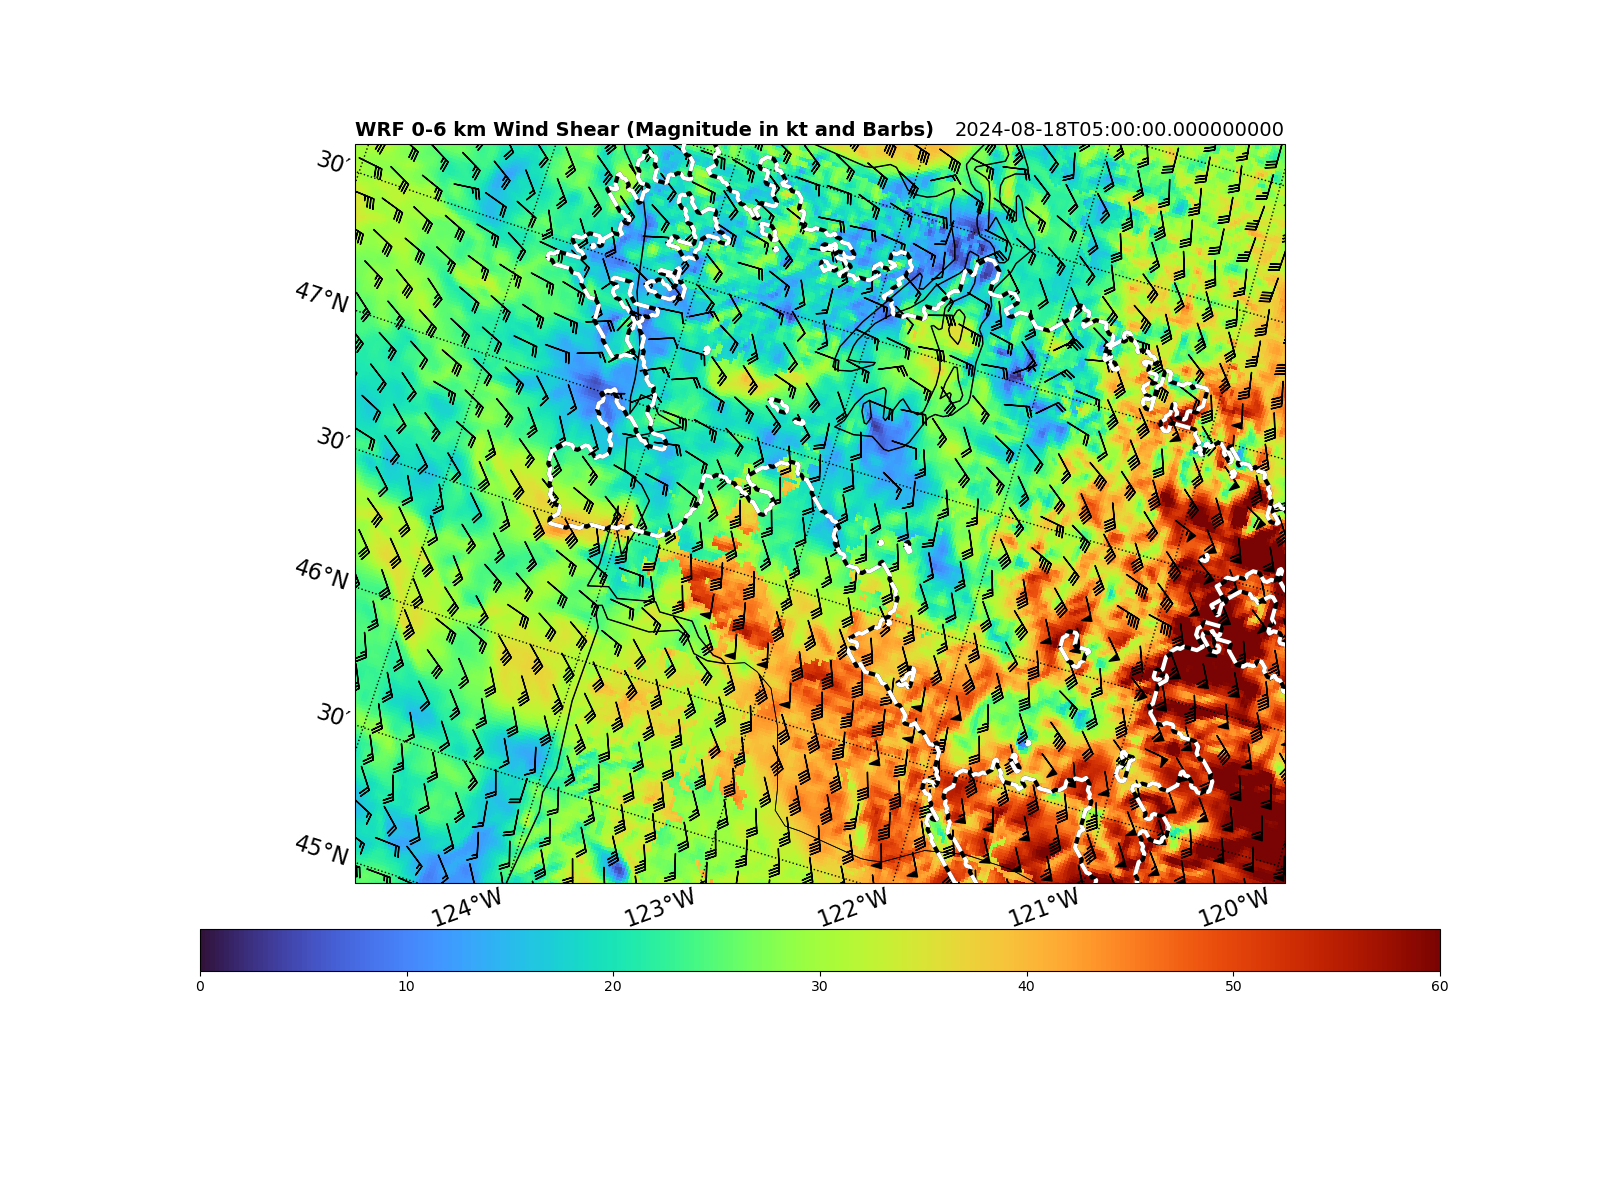 WRF 0-6 km Wind Shear (Magnitude in kt and Barbs) 2024-08-18T05:00:00.000000000
30′
47°N
30′
46°N
30′
45°N
124°W 123°W 122°W 121°W 120°W
0 10 20 30 40 50 60